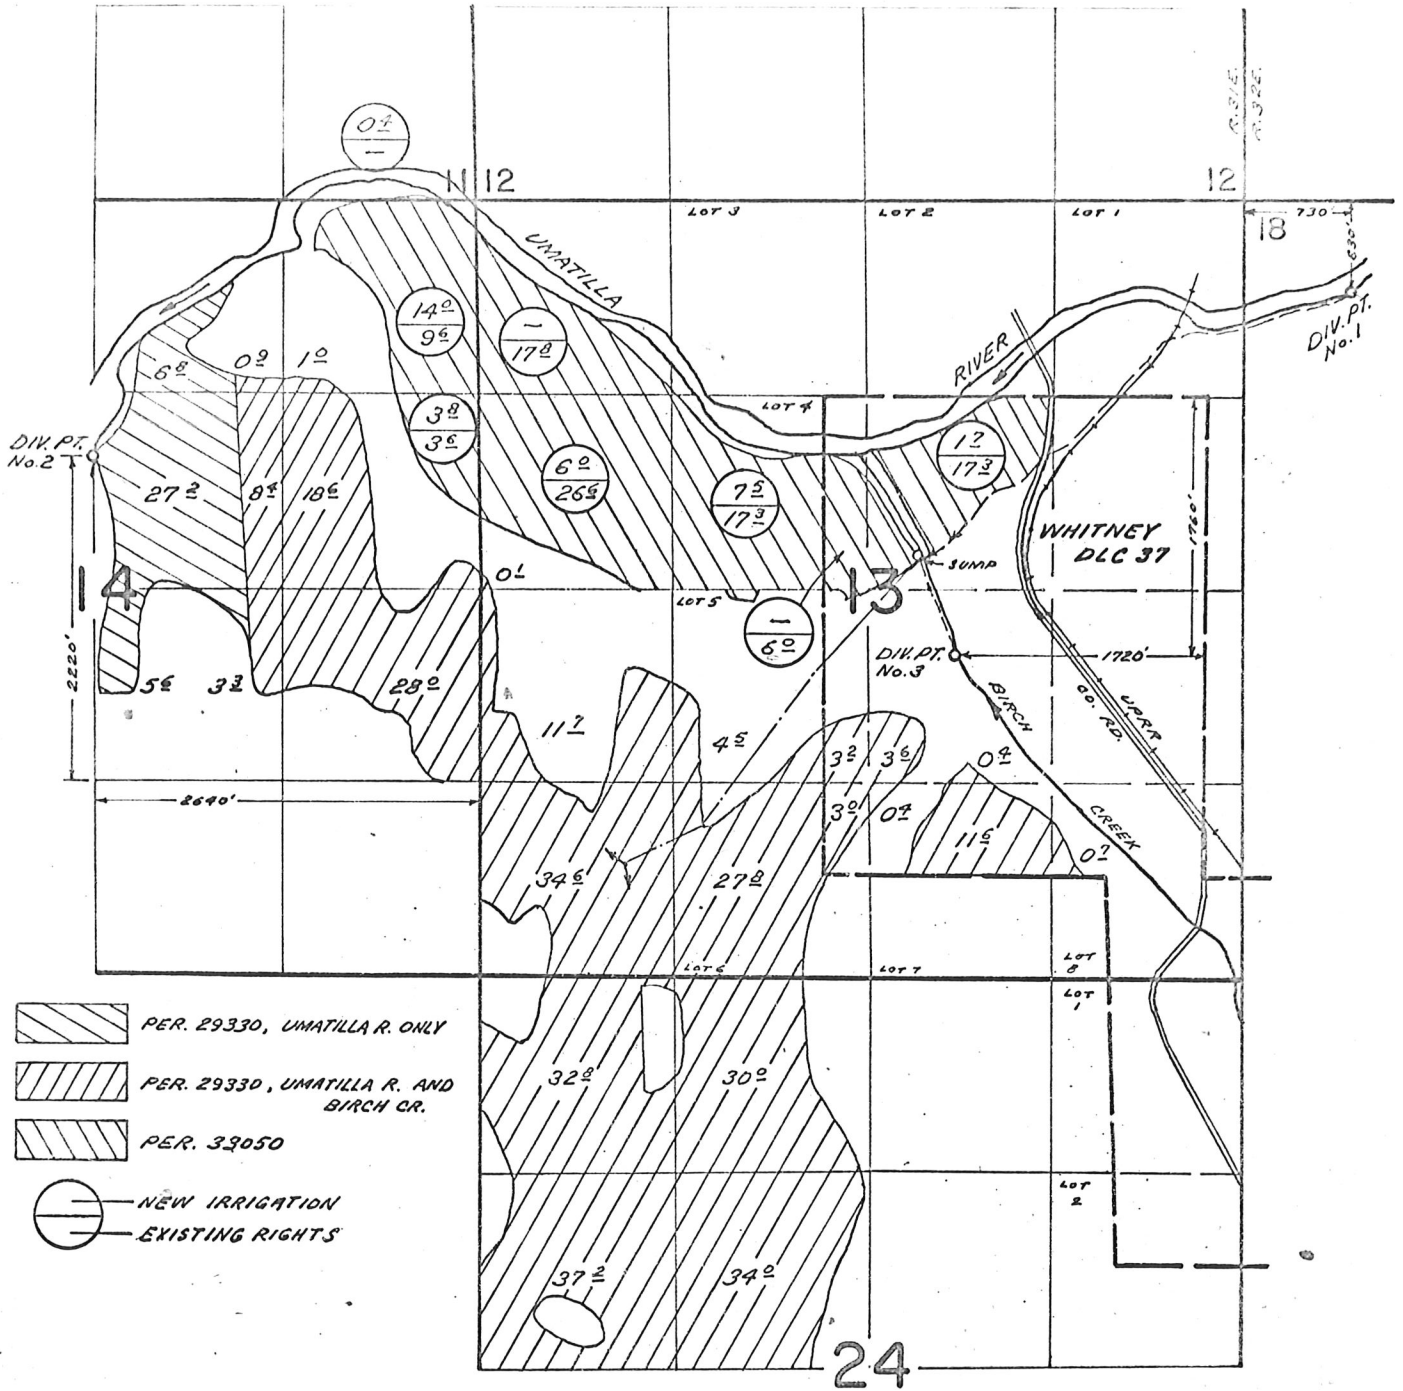 R.31E.
R.32E.
0 4
—
11 12
12
LOT 3
LOT 2
LOT 1
730'
18
630'
UMATILLA
14 0
9 6
—
17 8
RIVER
DIV. PT.
No. 1
6 8
0 9
1 0
LOT 4
3 8
3 6
1 7
17 3
DIV. PT.
No. 2
27 2
8 4
18 6
6 0
26 6
7 5
17 3
WHITNEY
DLC 37
1760'
SUMP
14
0 1
LOT 5
13
—
6 0
DIV. PT.
No. 3
1720'
2220'
5 6
3 3
28 0
BIRCH
CO. RD.
UPRR
11 7
4 5
3 2
3 6
0 4
2640'
3 0
0 4
CREEK
11 6
0 7
34 6
27 8
LOT 6
LOT 7
LOT
8
LOT
1
PER. 29330, UMATILLA R. ONLY
PER. 29330, UMATILLA R. AND
BIRCH CR.
32 8
30 0
PER. 33050
LOT
2
NEW IRRIGATION
EXISTING RIGHTS
37 2
34 0
24